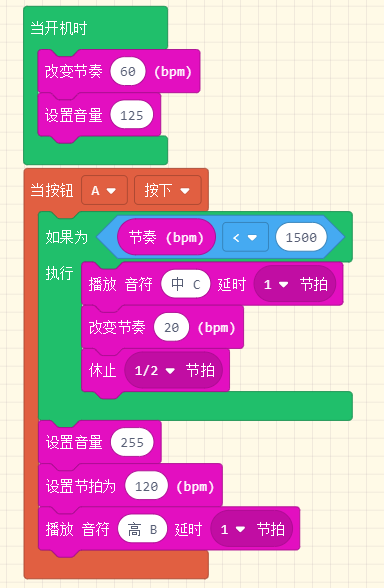 当开机时
改变节奏 60 (bpm)
设置音量 125
当按钮 A 按下
如果为 节奏 (bpm) < 1500
执行
播放 音符 中 C 延时 1 节拍
改变节奏 20 (bpm)
休止 1/2 节拍
设置音量 255
设置节拍为 120 (bpm)
播放 音符 高 B 延时 1 节拍